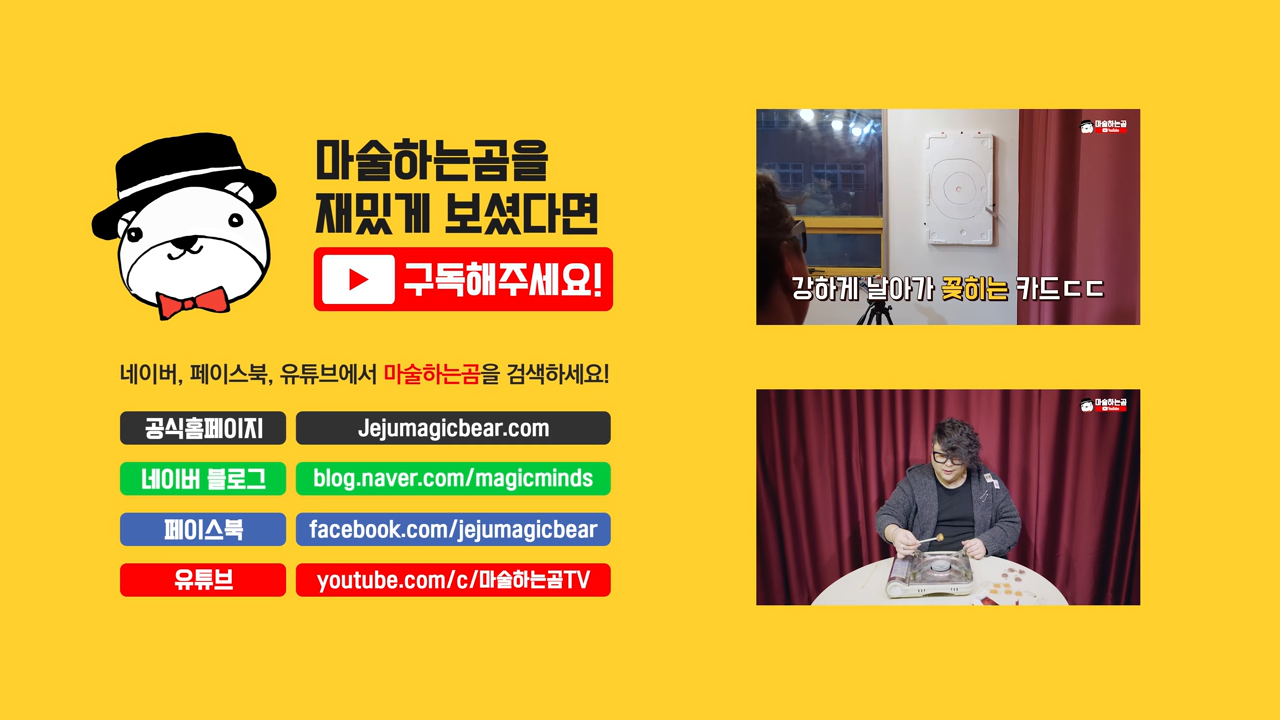 마술하는곰을
재밌게 보셨다면
구독해주세요!
네이버, 페이스북, 유튜브에서 마술하는곰을 검색하세요!
공식홈페이지 Jejumagicbear.com
네이버 블로그 blog.naver.com/magicminds
페이스북 facebook.com/jejumagicbear
유튜브 youtube.com/c/마술하는곰TV
마술하는곰
YouTube
강하게 날아가 꽂히는 카드ㄷㄷ
마술하는곰
YouTube